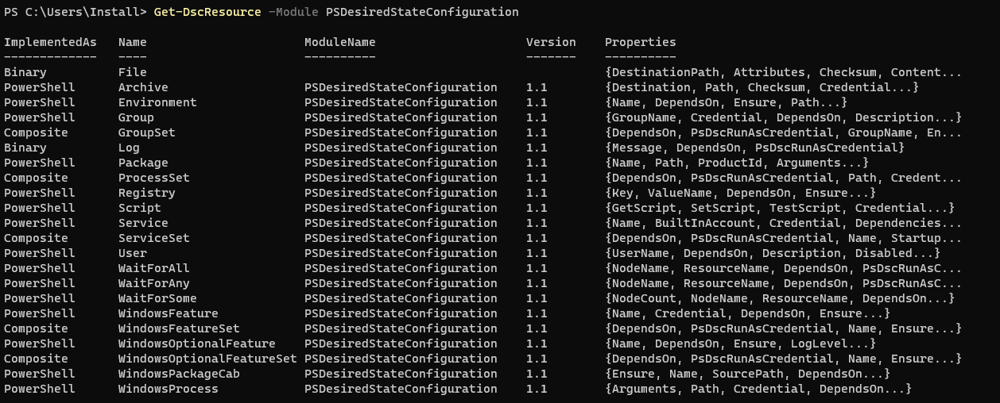 PS C:\Users\Install> Get-DscResource -Module PSDesiredStateConfiguration
ImplementedAs   Name                      ModuleName                     Version    Properties
-------------   ----                      ----------                     -------    ----------
Binary          File                                                                {DestinationPath, Attributes, Checksum, Content...
PowerShell      Archive                   PSDesiredStateConfiguration    1.1        {Destination, Path, Checksum, Credential...}
PowerShell      Environment               PSDesiredStateConfiguration    1.1        {Name, DependsOn, Ensure, Path...}
PowerShell      Group                     PSDesiredStateConfiguration    1.1        {GroupName, Credential, DependsOn, Description...}
Composite       GroupSet                  PSDesiredStateConfiguration    1.1        {DependsOn, PsDscRunAsCredential, GroupName, En...
Binary          Log                       PSDesiredStateConfiguration    1.1        {Message, DependsOn, PsDscRunAsCredential}
PowerShell      Package                   PSDesiredStateConfiguration    1.1        {Name, Path, ProductId, Arguments...}
Composite       ProcessSet                PSDesiredStateConfiguration    1.1        {DependsOn, PsDscRunAsCredential, Path, Credent...
PowerShell      Registry                  PSDesiredStateConfiguration    1.1        {Key, ValueName, DependsOn, Ensure...}
PowerShell      Script                    PSDesiredStateConfiguration    1.1        {GetScript, SetScript, TestScript, Credential...}
PowerShell      Service                   PSDesiredStateConfiguration    1.1        {Name, BuiltInAccount, Credential, Dependencies...
Composite       ServiceSet                PSDesiredStateConfiguration    1.1        {DependsOn, PsDscRunAsCredential, Name, Startup...
PowerShell      User                      PSDesiredStateConfiguration    1.1        {UserName, DependsOn, Description, Disabled...}
PowerShell      WaitForAll                PSDesiredStateConfiguration    1.1        {NodeName, ResourceName, DependsOn, PsDscRunAsC...
PowerShell      WaitForAny                PSDesiredStateConfiguration    1.1        {NodeName, ResourceName, DependsOn, PsDscRunAsC...
PowerShell      WaitForSome               PSDesiredStateConfiguration    1.1        {NodeCount, NodeName, ResourceName, DependsOn...}
PowerShell      WindowsFeature            PSDesiredStateConfiguration    1.1        {Name, Credential, DependsOn, Ensure...}
Composite       WindowsFeatureSet         PSDesiredStateConfiguration    1.1        {DependsOn, PsDscRunAsCredential, Name, Ensure...}
PowerShell      WindowsOptionalFeature    PSDesiredStateConfiguration    1.1        {Name, DependsOn, Ensure, LogLevel...}
Composite       WindowsOptionalFeatureSet PSDesiredStateConfiguration    1.1        {DependsOn, PsDscRunAsCredential, Name, Ensure...}
PowerShell      WindowsPackageCab         PSDesiredStateConfiguration    1.1        {Ensure, Name, SourcePath, DependsOn...}
PowerShell      WindowsProcess            PSDesiredStateConfiguration    1.1        {Arguments, Path, Credential, DependsOn...}